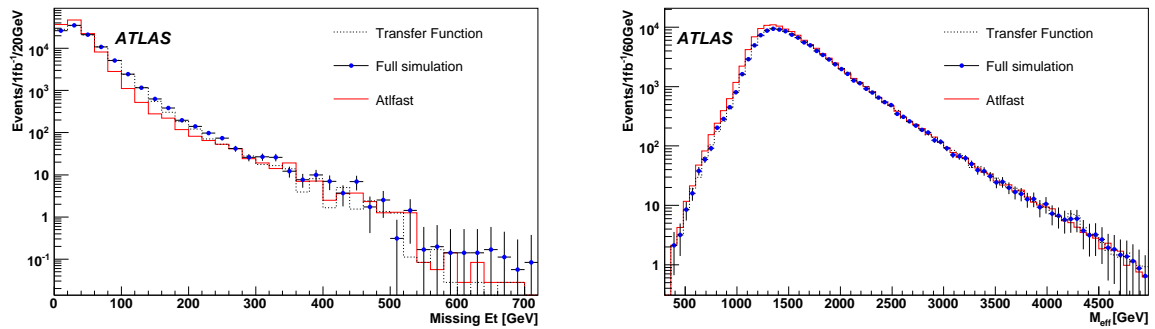 Events/1fb⁻¹/20GeV
10⁴
10³
10²
10
1
10⁻¹
ATLAS
Transfer Function
Full simulation
Atlfast
0 100 200 300 400 500 600 700
Missing Et [GeV]
Events/1fb⁻¹/60GeV
10⁴
10³
10²
10
1
ATLAS
Transfer Function
Full simulation
Atlfast
500 1000 1500 2000 2500 3000 3500 4000 4500
M_eff [GeV]